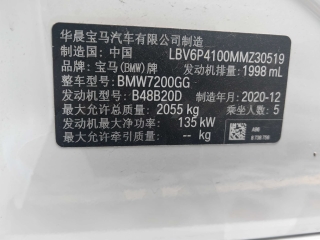 华晨宝马汽车有限公司制造
制造国：中国 LBV6P4100MMZ30519
品牌：宝马(BMW)牌 发动机排量：1998 mL
整车型号：BMW7200GG
发动机型号：B48B20D 制造年月：2020-12
最大允许总质量：2055 kg 乘坐人数：5
发动机最大净功率：135 kW
最大允许牵引质量：-- kg